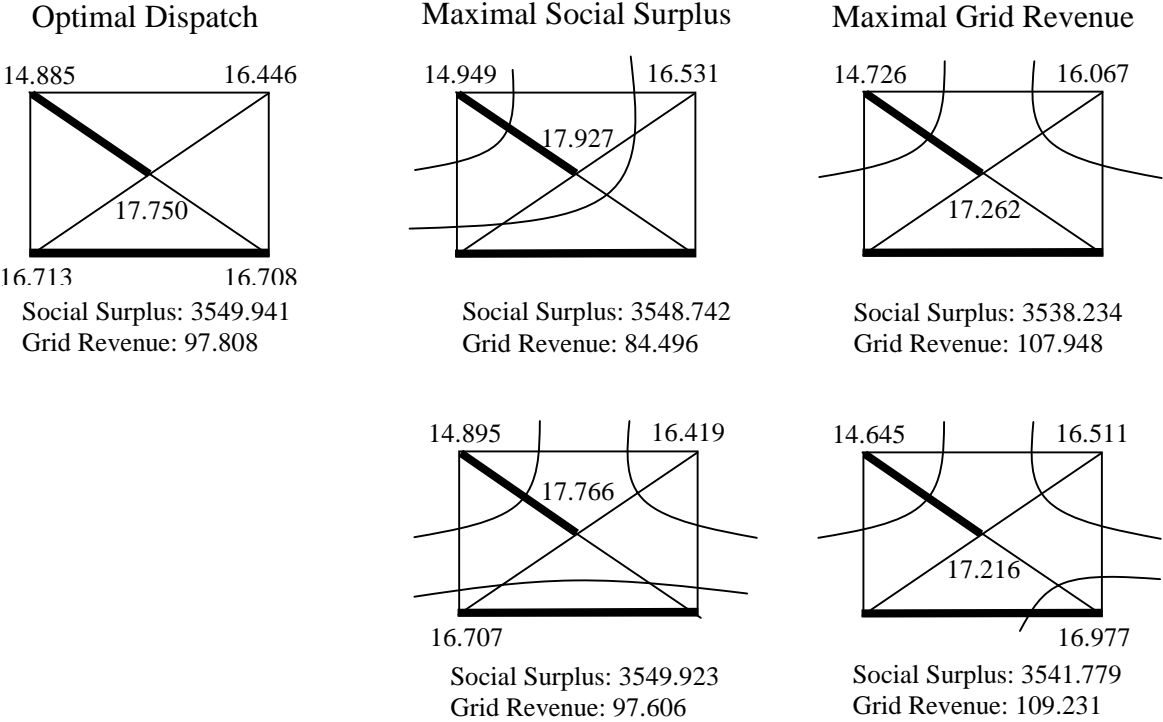 Optimal Dispatch
Maximal Social Surplus
Maximal Grid Revenue
14.885
16.446
14.949
16.531
14.726
16.067
17.927
17.750
17.262
16.713
16.708
Social Surplus: 3549.941
Grid Revenue: 97.808
Social Surplus: 3548.742
Grid Revenue: 84.496
Social Surplus: 3538.234
Grid Revenue: 107.948
14.895
16.419
14.645
16.511
17.766
17.216
16.707
16.977
Social Surplus: 3549.923
Grid Revenue: 97.606
Social Surplus: 3541.779
Grid Revenue: 109.231